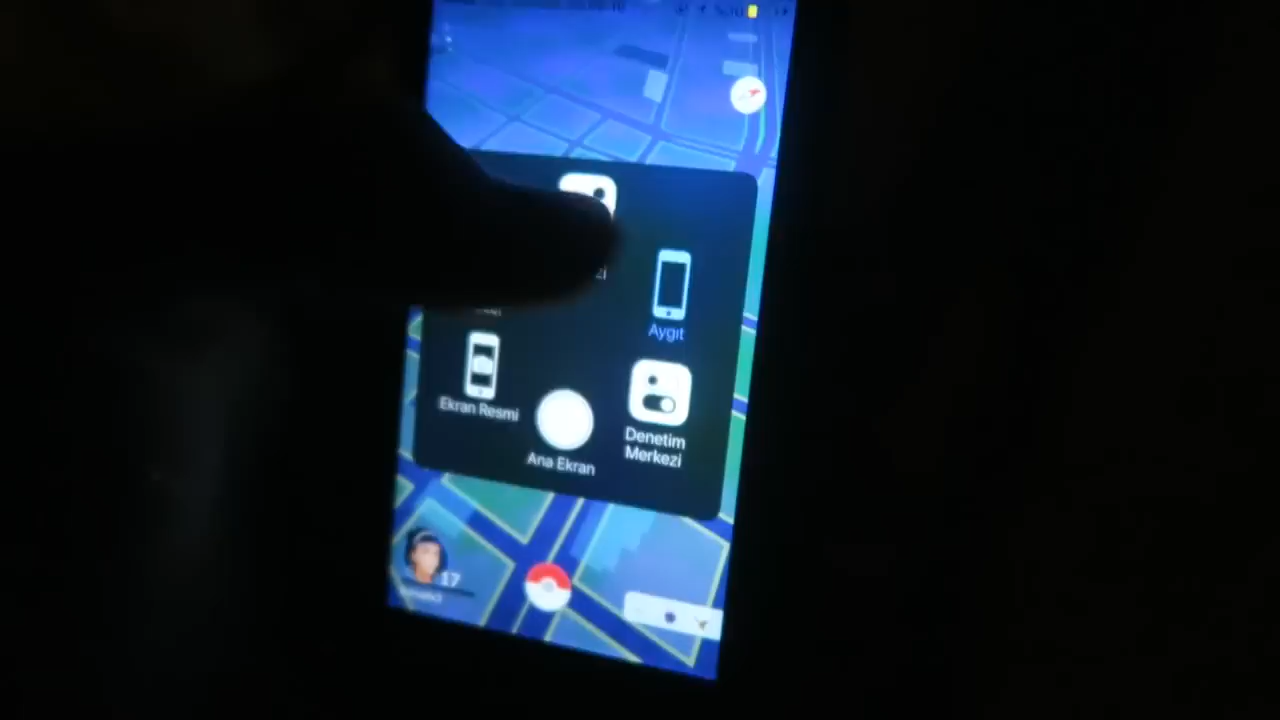 Aygıt
Ekran Resmi
Ana Ekran
Denetim
Merkezi
17